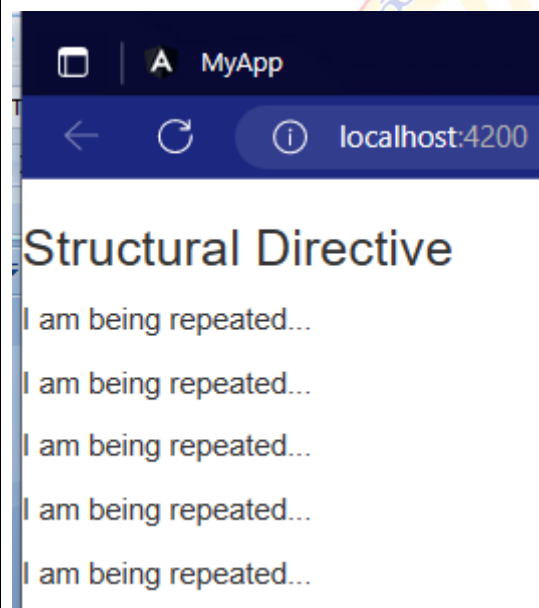 MyApp
localhost:4200
Structural Directive
I am being repeated...
I am being repeated...
I am being repeated...
I am being repeated...
I am being repeated...